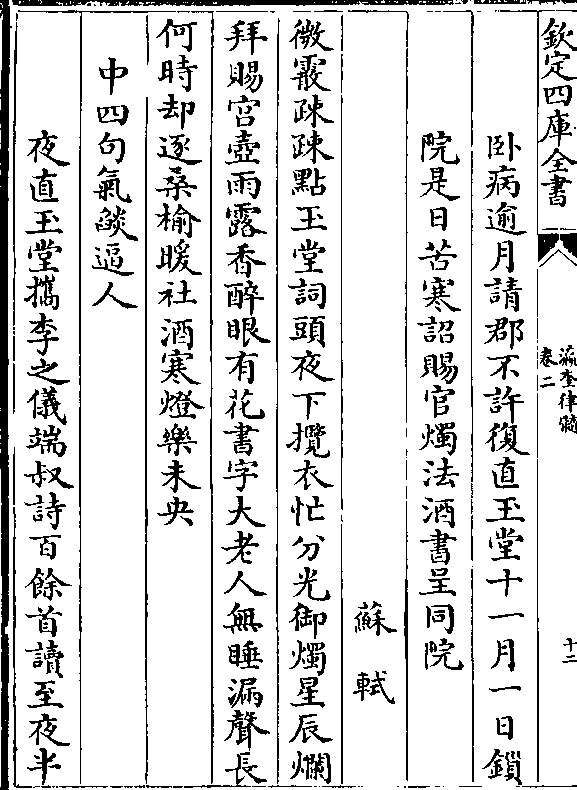 欽定四庫全書
瀛奎律髓
卷二
十二
卧病逾月請郡不許復直玉堂十一月一日鎖
院是日苦寒詔賜官燭法酒書呈同院
蘇軾
微霰疎疎點玉堂詞頭夜下攬衣忙分光御燭星辰爛
拜賜宫壺雨露香醉眼有花書字大老人無睡漏聲長
何時却逐桑榆暖社酒寒燈樂未央
中四句氣燄逼人
夜直玉堂攜李之儀端叔詩百餘首讀至夜半